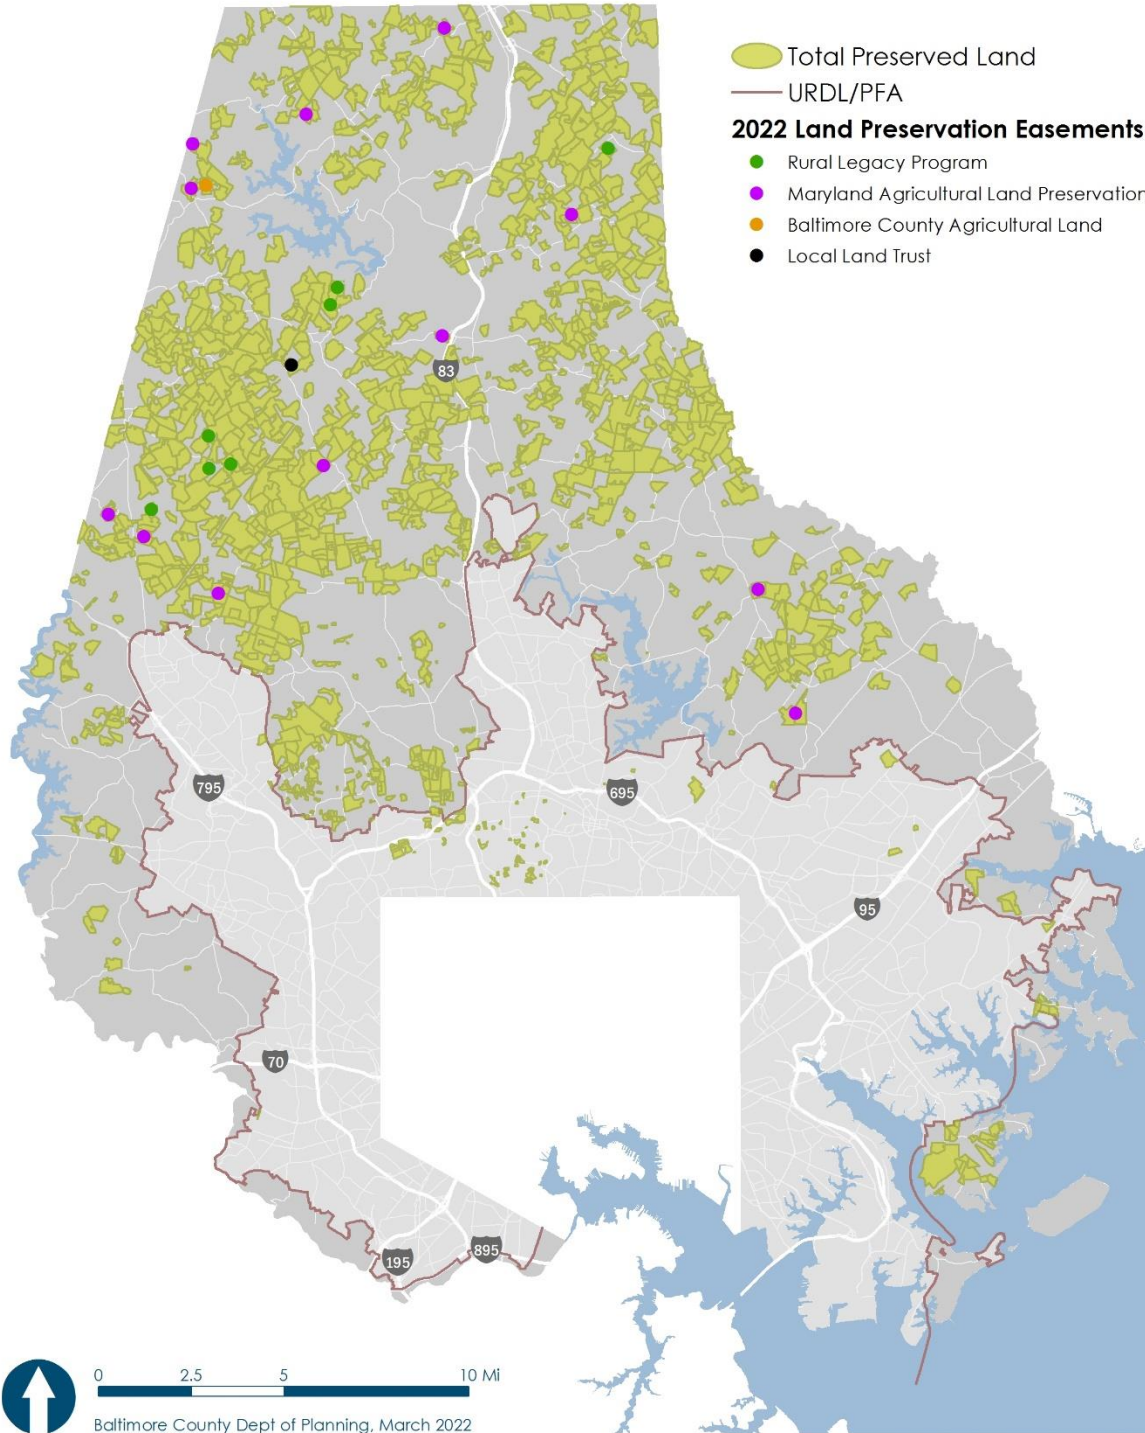 Total Preserved Land
URDL/PFA
2022 Land Preservation Easements
Rural Legacy Program
Maryland Agricultural Land Preservation
Baltimore County Agricultural Land
Local Land Trust
83
795
695
95
70
195
895
0 2.5 5 10 Mi
Baltimore County Dept of Planning, March 2022